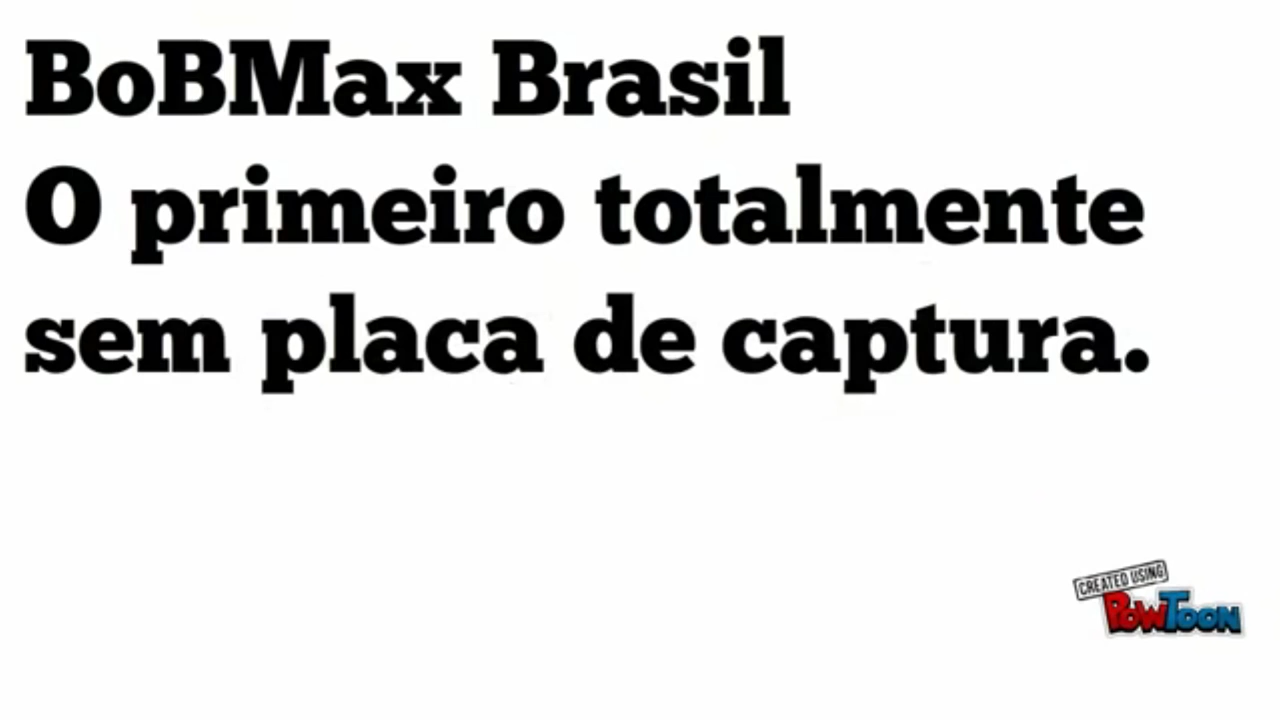 BoBMax Brasil
O primeiro totalmente
sem placa de captura.
CREATED USING
PowToon